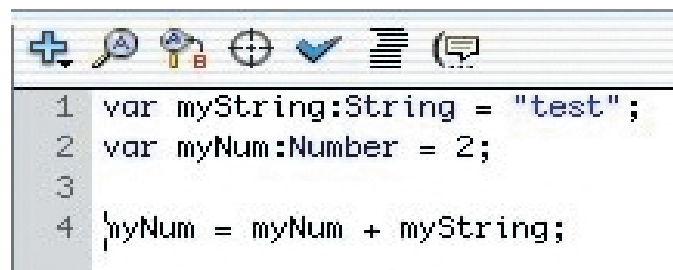 1 var myString:String = "test";
2 var myNum:Number = 2;
3
4 myNum = myNum + myString;